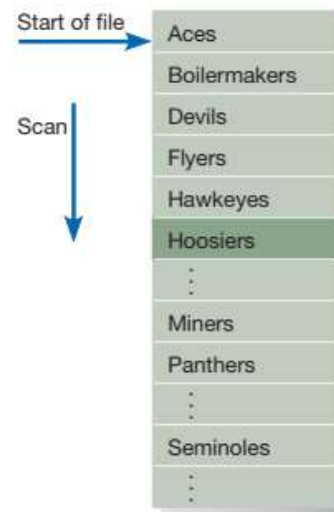 Start of file
Aces
Boilermakers
Scan
Devils
Flyers
Hawkeyes
Hoosiers
⋮
Miners
Panthers
⋮
Seminoles
⋮